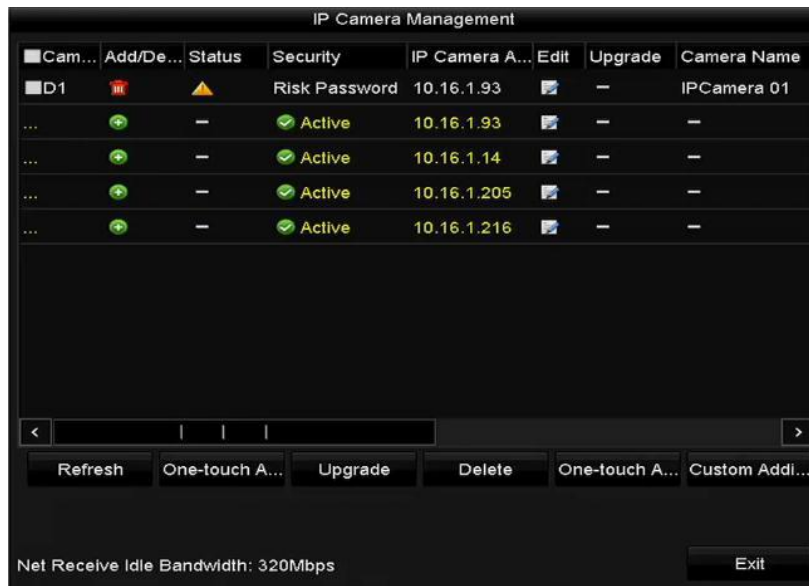 IP Camera Management
Cam... Add/De... Status Security IP Camera A... Edit Upgrade Camera Name
D1 Risk Password 10.16.1.93 — IPCamera 01
... — Active 10.16.1.93 — —
... — Active 10.16.1.14 — —
... — Active 10.16.1.205 — —
... — Active 10.16.1.216 — —
Refresh One-touch A... Upgrade Delete One-touch A... Custom Addi...
Net Receive Idle Bandwidth: 320Mbps Exit